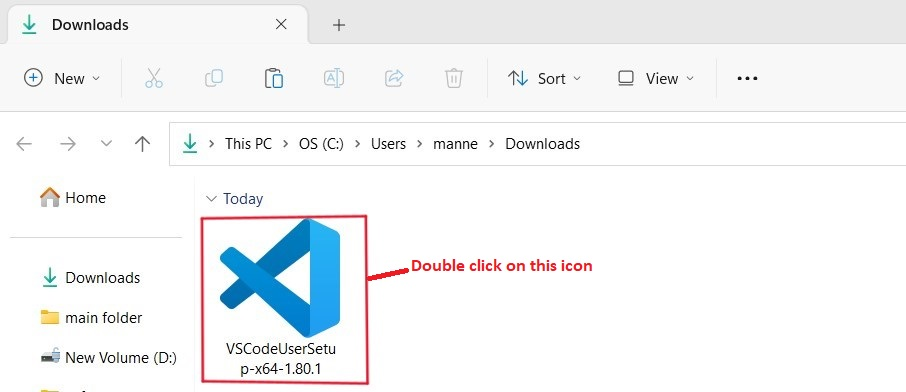 Downloads
New Sort View
This PC OS (C:) Users manne Downloads
Home
Today
Downloads
main folder
New Volume (D:)
Double click on this icon
VSCodeUserSetu
p-x64-1.80.1